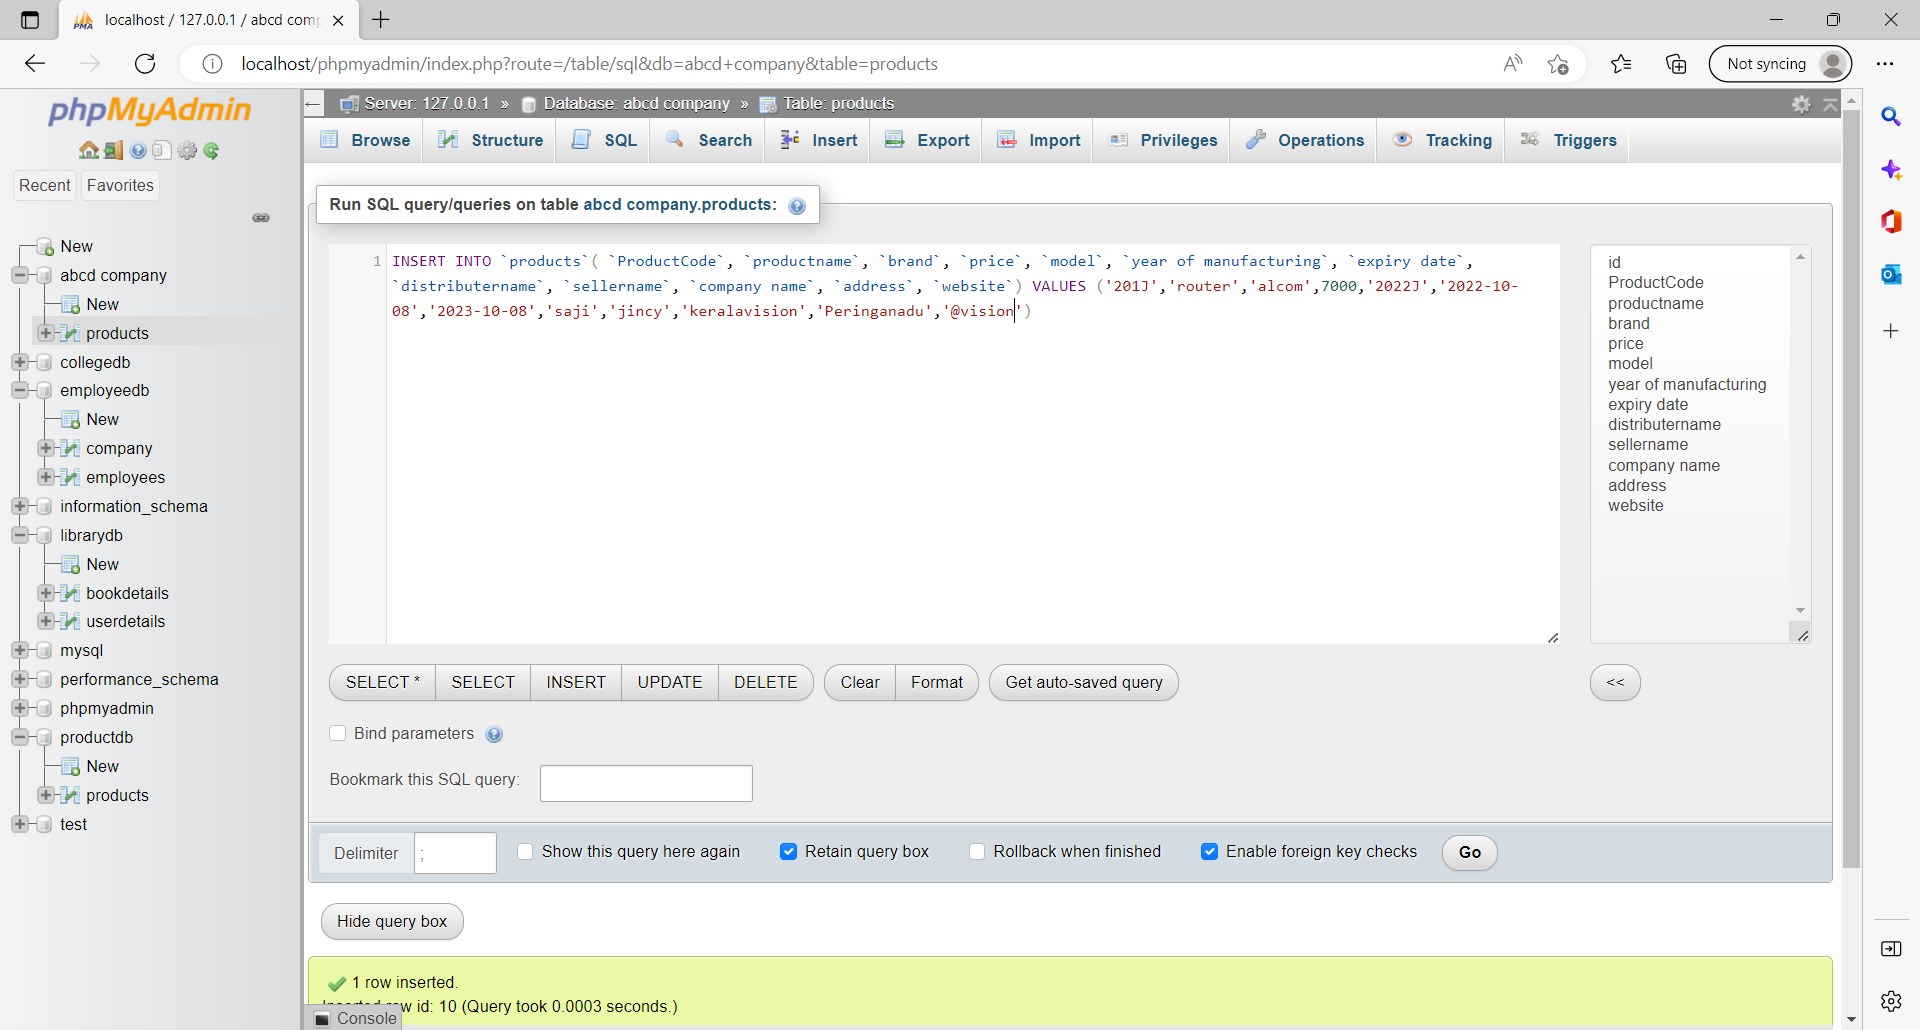 localhost / 127.0.0.1 / abcd comp
localhost/phpmyadmin/index.php?route=/table/sql&db=abcd+company&table=products
Not syncing
phpMyAdmin
Recent
Favorites
New
abcd company
New
products
collegedb
employeedb
New
company
employees
information_schema
librarydb
New
bookdetails
userdetails
mysql
performance_schema
phpmyadmin
productdb
New
products
test
Server: 127.0.0.1 » Database: abcd company » Table: products
Browse Structure SQL Search Insert Export Import Privileges Operations Tracking Triggers
Run SQL query/queries on table abcd company.products:
1 INSERT INTO `products`( `ProductCode`, `productname`, `brand`, `price`, `model`, `year of manufacturing`, `expiry date`,
`distributername`, `sellername`, `company name`, `address`, `website`) VALUES ('201J','router','alcom',7000,'2022J','2022-10-
08','2023-10-08','saji','jincy','keralavision','Peringanadu','@vision')
id
ProductCode
productname
brand
price
model
year of manufacturing
expiry date
distributername
sellername
company name
address
website
SELECT * SELECT INSERT UPDATE DELETE Clear Format Get auto-saved query <<
Bind parameters
Bookmark this SQL query:
Delimiter ; Show this query here again Retain query box Rollback when finished Enable foreign key checks Go
Hide query box
1 row inserted.
row id: 10 (Query took 0.0003 seconds.)
Console